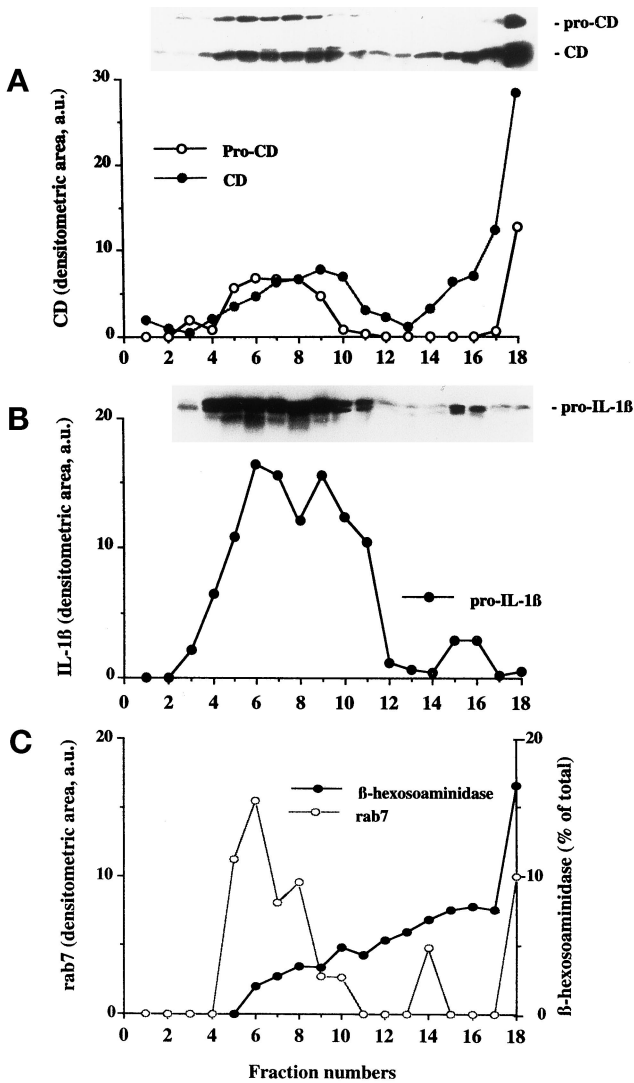 - pro-CD
- CD
A
CD (densitometric area, a.u.)
30
20
10
0
Pro-CD
CD
0 2 4 6 8 10 12 14 16 18
B
- pro-IL-1ß
IL-1ß (densitometric area, a.u.)
20
10
0
pro-IL-1ß
0 2 4 6 8 10 12 14 16 18
C
rab7 (densitometric area, a.u.)
20
10
0
ß-hexosoaminidase
rab7
20
10
0
ß-hexosoaminidase (% of total)
0 2 4 6 8 10 12 14 16 18
Fraction numbers